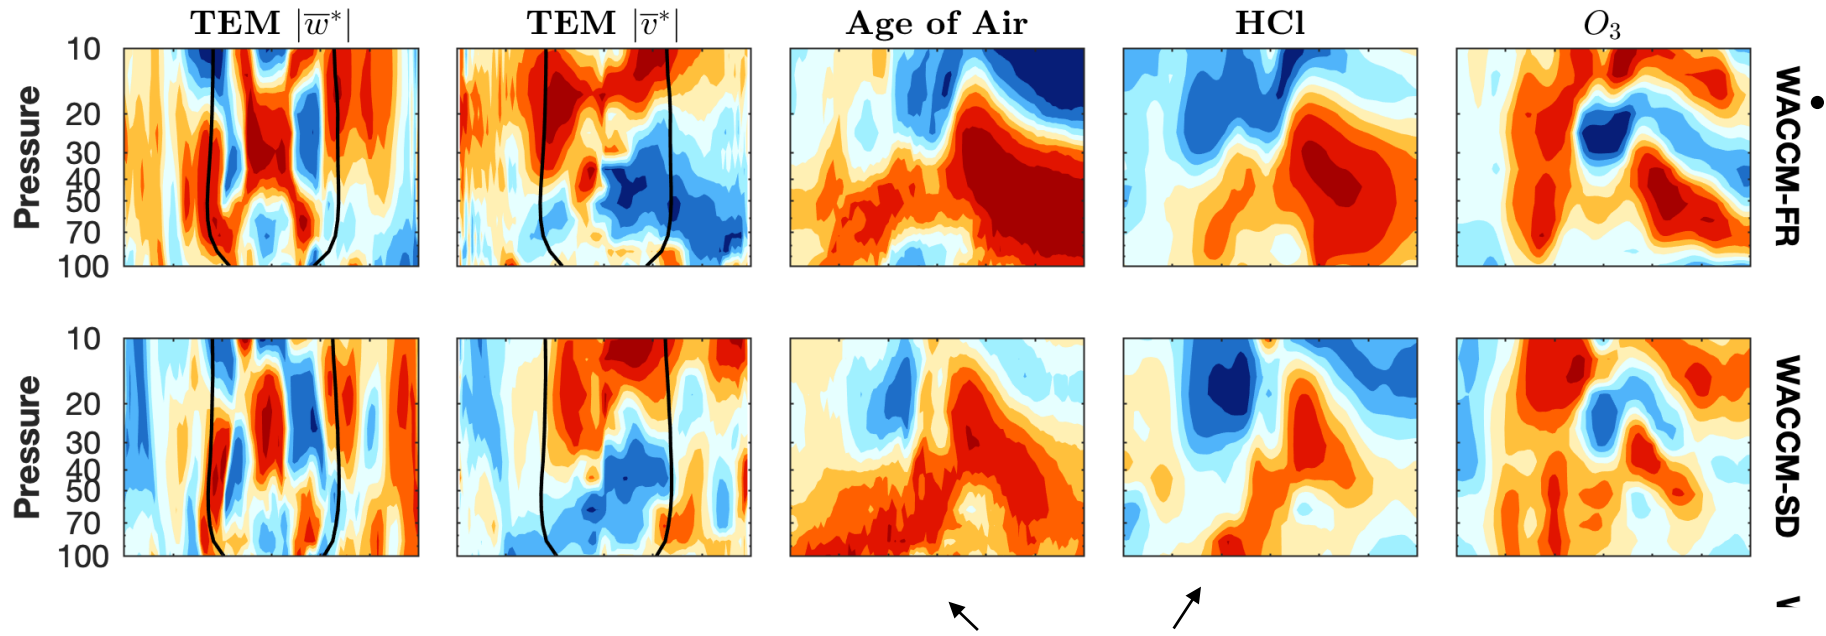 TEM |w̅*|
TEM |v̅*|
Age of Air
HCl
O₃
Pressure
10
20
30
40
50
70
100
WACCM-FR
Pressure
10
20
30
40
50
70
100
WACCM-SD